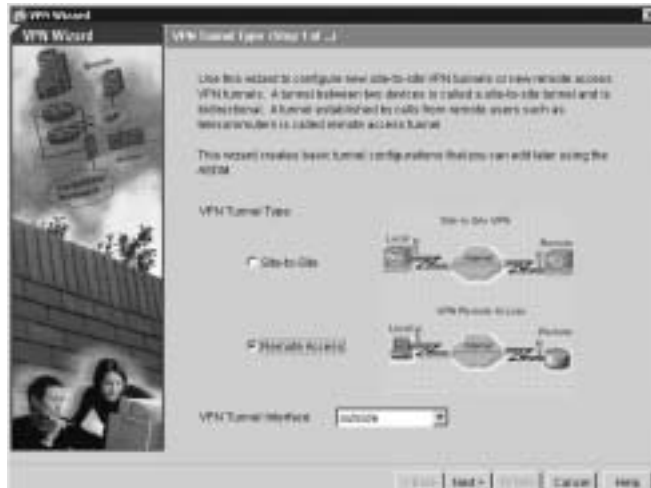 VPN Wizard
VPN Wizard
VPN Tunnel Type (Step 1 of ...)
Use this wizard to configure new site-to-site VPN tunnels or new remote access
VPN tunnels. A tunnel between two devices is called a site-to-site tunnel and is
bidirectional. A tunnel established by calls from remote users such as
telecommuters is called remote access tunnel.
This wizard creates basic tunnel configurations that you can edit later using the
ASDM.
VPN Tunnel Type:
Site-to-Site VPN
Local
Remote
Site-to-Site
VPN Remote Access
Local
Remote
Remote Access
VPN Tunnel Interface:
outside
Next >
Cancel
Help